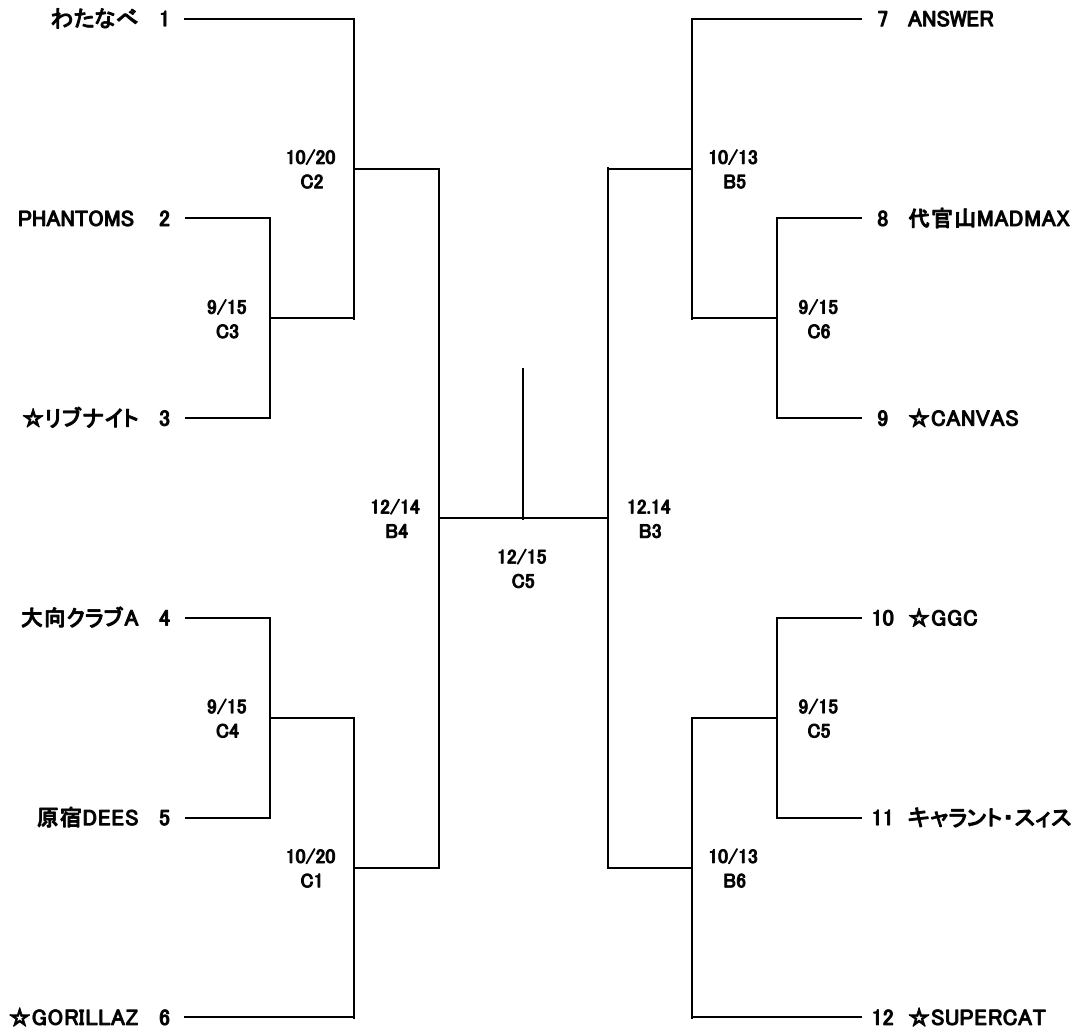 わたなべ 1
7 ANSWER
10/20
C2
10/13
B5
PHANTOMS 2
8 代官山MADMAX
9/15
C3
9/15
C6
☆リブナイト 3
9 ☆CANVAS
12/14
B4
12.14
B3
12/15
C5
大向クラブA 4
10 ☆GGC
9/15
C4
9/15
C5
原宿DEES 5
11 キャラント・スィス
10/20
C1
10/13
B6
☆GORILLAZ 6
12 ☆SUPERCAT